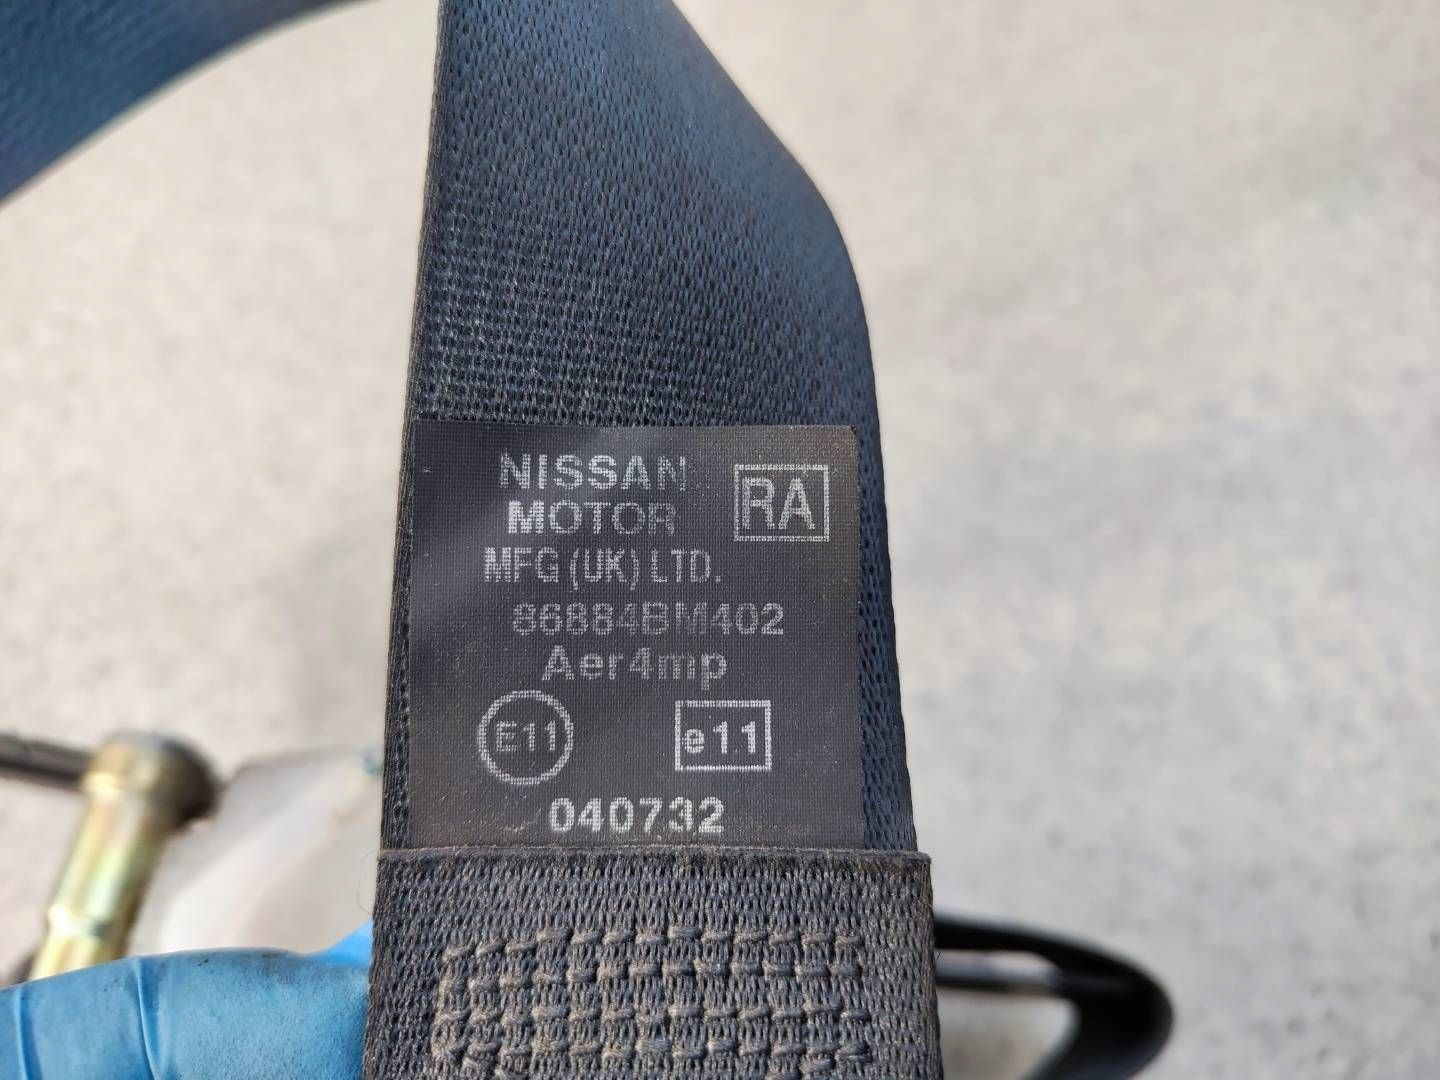 NISSAN
MOTOR
RA
MFG (UK) LTD.
86884BM402
Aer4mp
E11
e11
040732